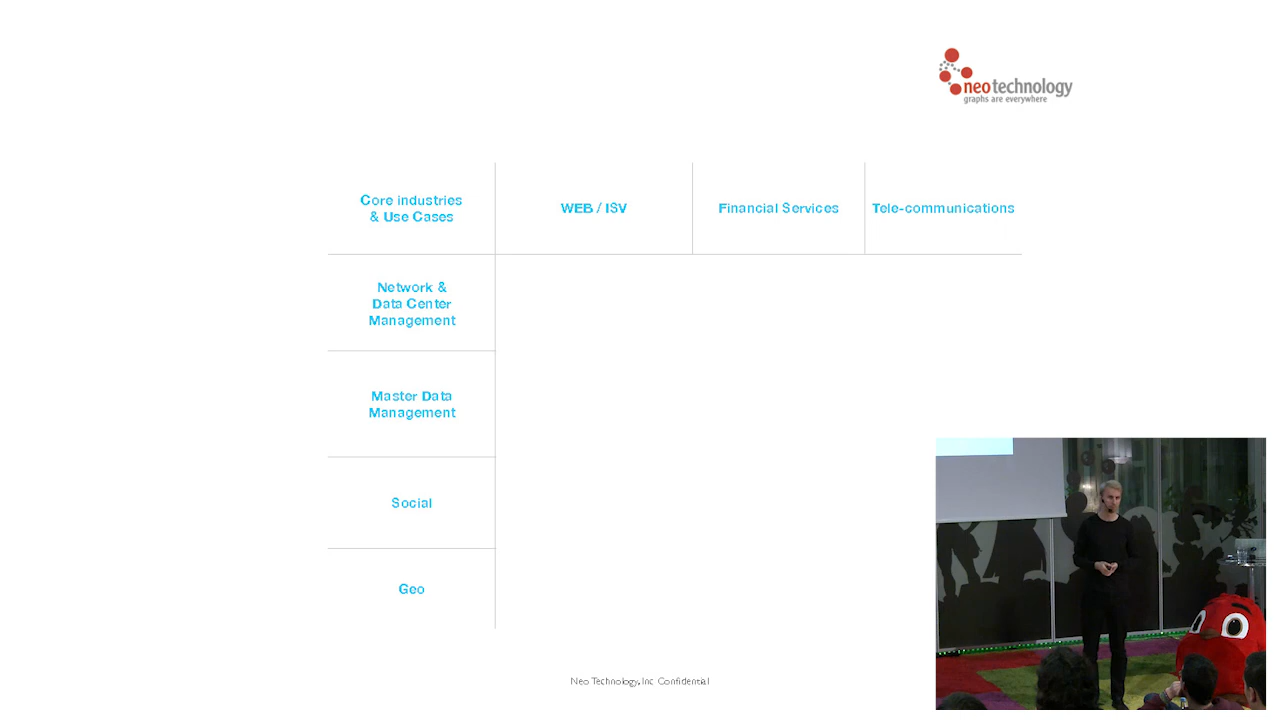 neotechnology
graphs are everywhere
Core industries
& Use Cases
WEB / ISV
Financial Services
Tele-communications
Network &
Data Center
Management
Master Data
Management
Social
Geo
Neo Technology, Inc Confidential